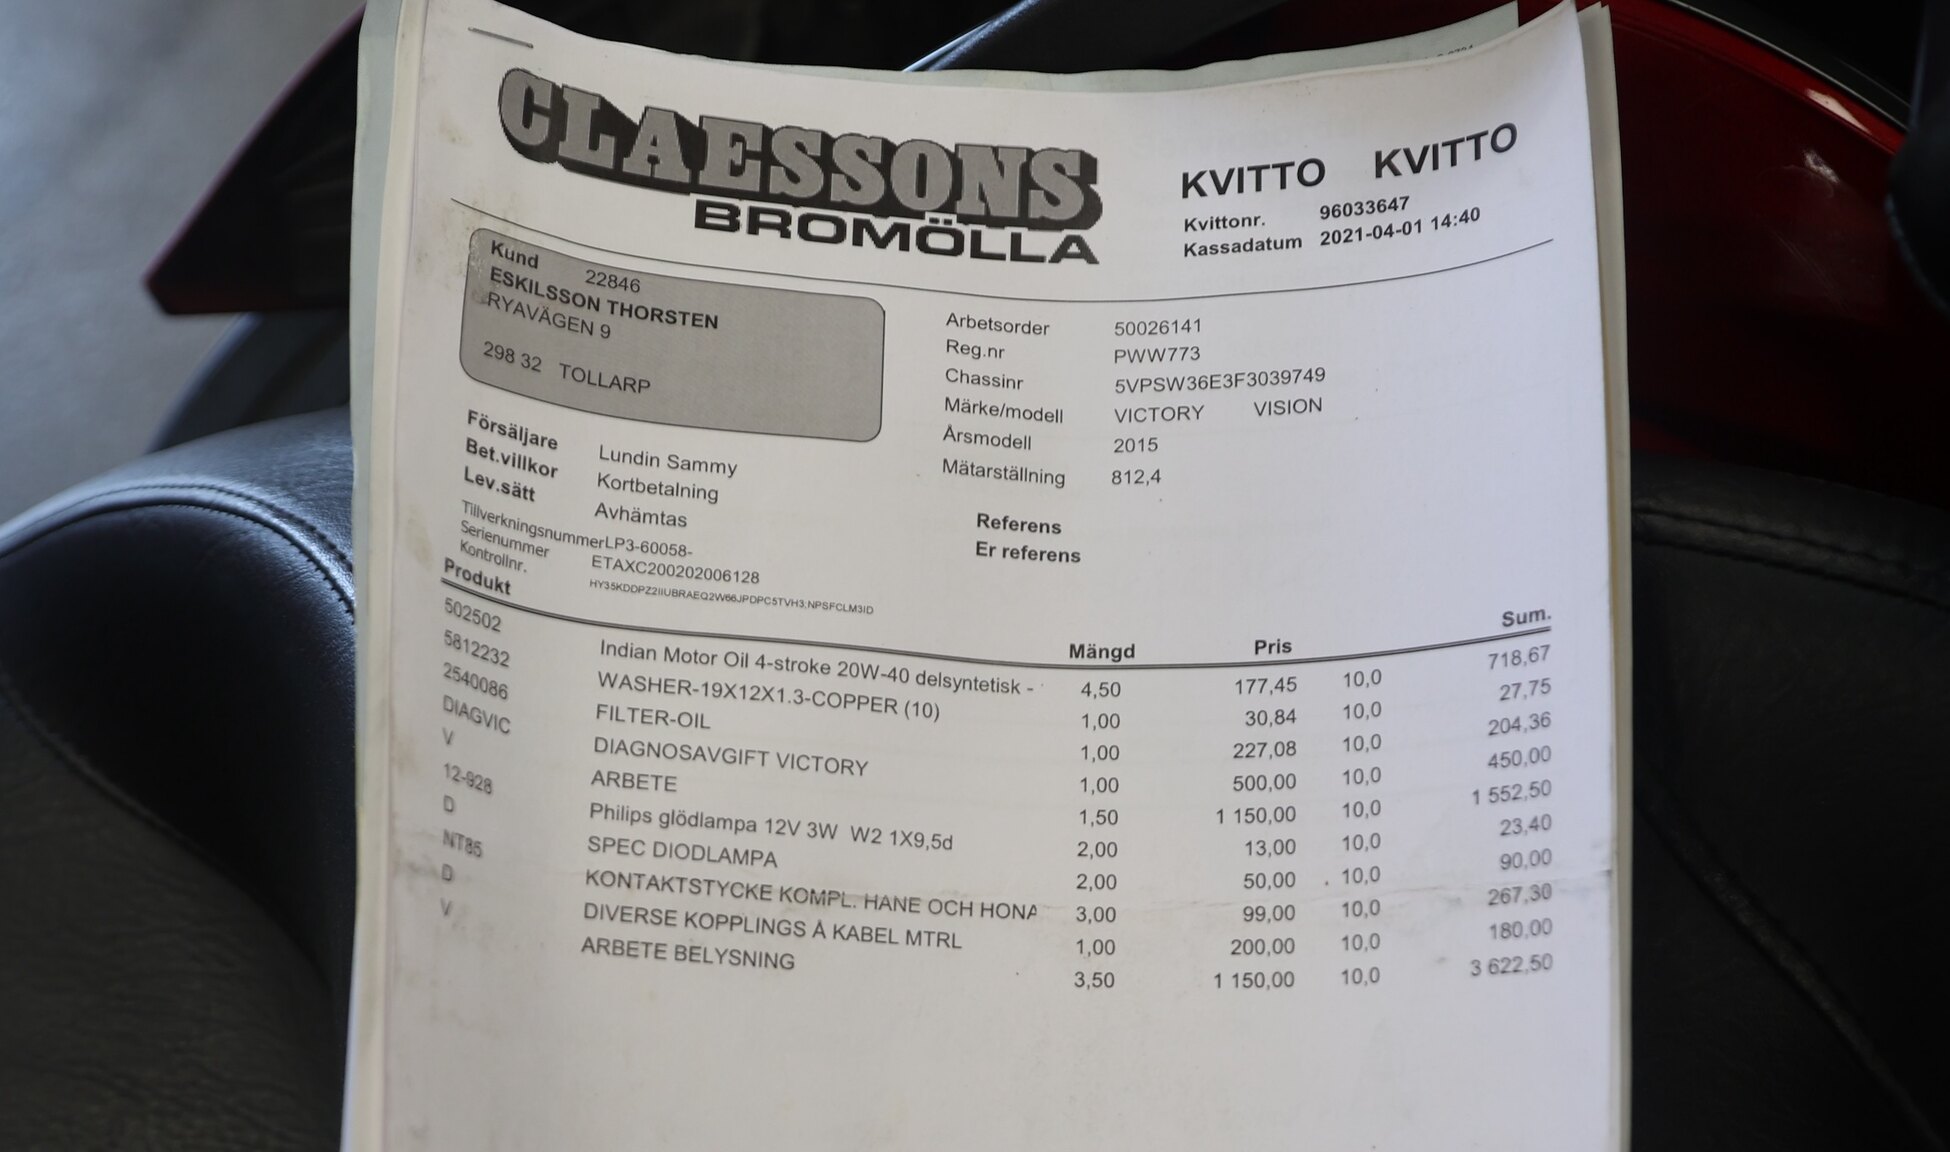 CLAESSONS
BROMÖLLA
KVITTO KVITTO
Kvittonr. 96033647
Kassadatum 2021-04-01 14:40
Kund 22846
ESKILSSON THORSTEN
RYAVÄGEN 9
298 32 TOLLARP
Arbetsorder 50026141
Reg.nr PWW773
Chassinr 5VPSW36E3F3039749
Märke/modell VICTORY VISION
Årsmodell 2015
Mätarställning 812,4
Försäljare Lundin Sammy
Bet.villkor Kortbetalning
Lev.sätt Avhämtas
Referens
Er referens
TillverkningsnummerLP3-60058-
Serienummer ETAXC200202006128
Kontrollnr.
Produkt Mängd Pris Sum.
502502 Indian Motor Oil 4-stroke 20W-40 delsyntetisk - 4,50 177,45 10,0 718,67
5812232 WASHER-19X12X1.3-COPPER (10) 1,00 30,84 10,0 27,75
2540086 FILTER-OIL 1,00 227,08 10,0 204,36
DIAGVIC DIAGNOSAVGIFT VICTORY 1,00 500,00 10,0 450,00
V ARBETE 1,50 1 150,00 10,0 1 552,50
12-928 Philips glödlampa 12V 3W W2 1X9,5d 2,00 13,00 10,0 23,40
D SPEC DIODLAMPA 2,00 50,00 10,0 90,00
NT85 KONTAKTSTYCKE KOMPL. HANE OCH HONA 3,00 99,00 10,0 267,30
D DIVERSE KOPPLINGS Å KABEL MTRL 1,00 200,00 10,0 180,00
V ARBETE BELYSNING 3,50 1 150,00 10,0 3 622,50